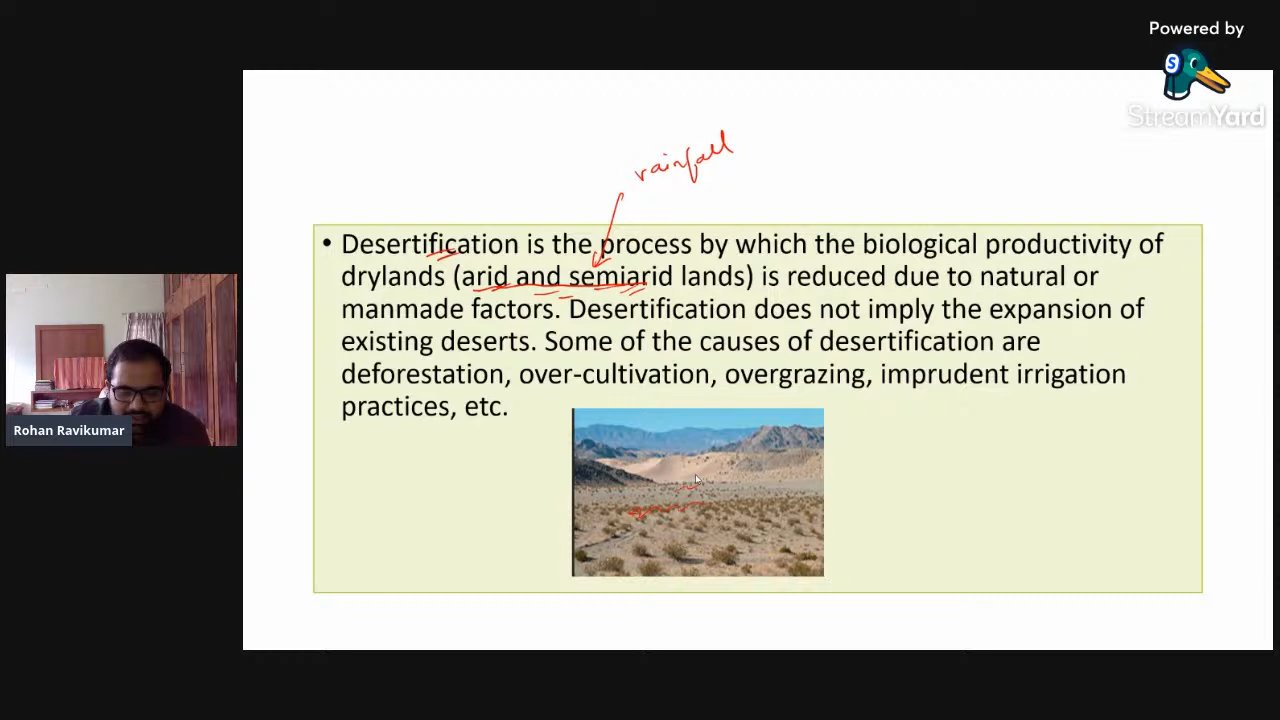 Powered by
StreamYard
rainfall
• Desertification is the process by which the biological productivity of
drylands (arid and semiarid lands) is reduced due to natural or
manmade factors. Desertification does not imply the expansion of
existing deserts. Some of the causes of desertification are
deforestation, over-cultivation, overgrazing, imprudent irrigation
practices, etc.
Rohan Ravikumar